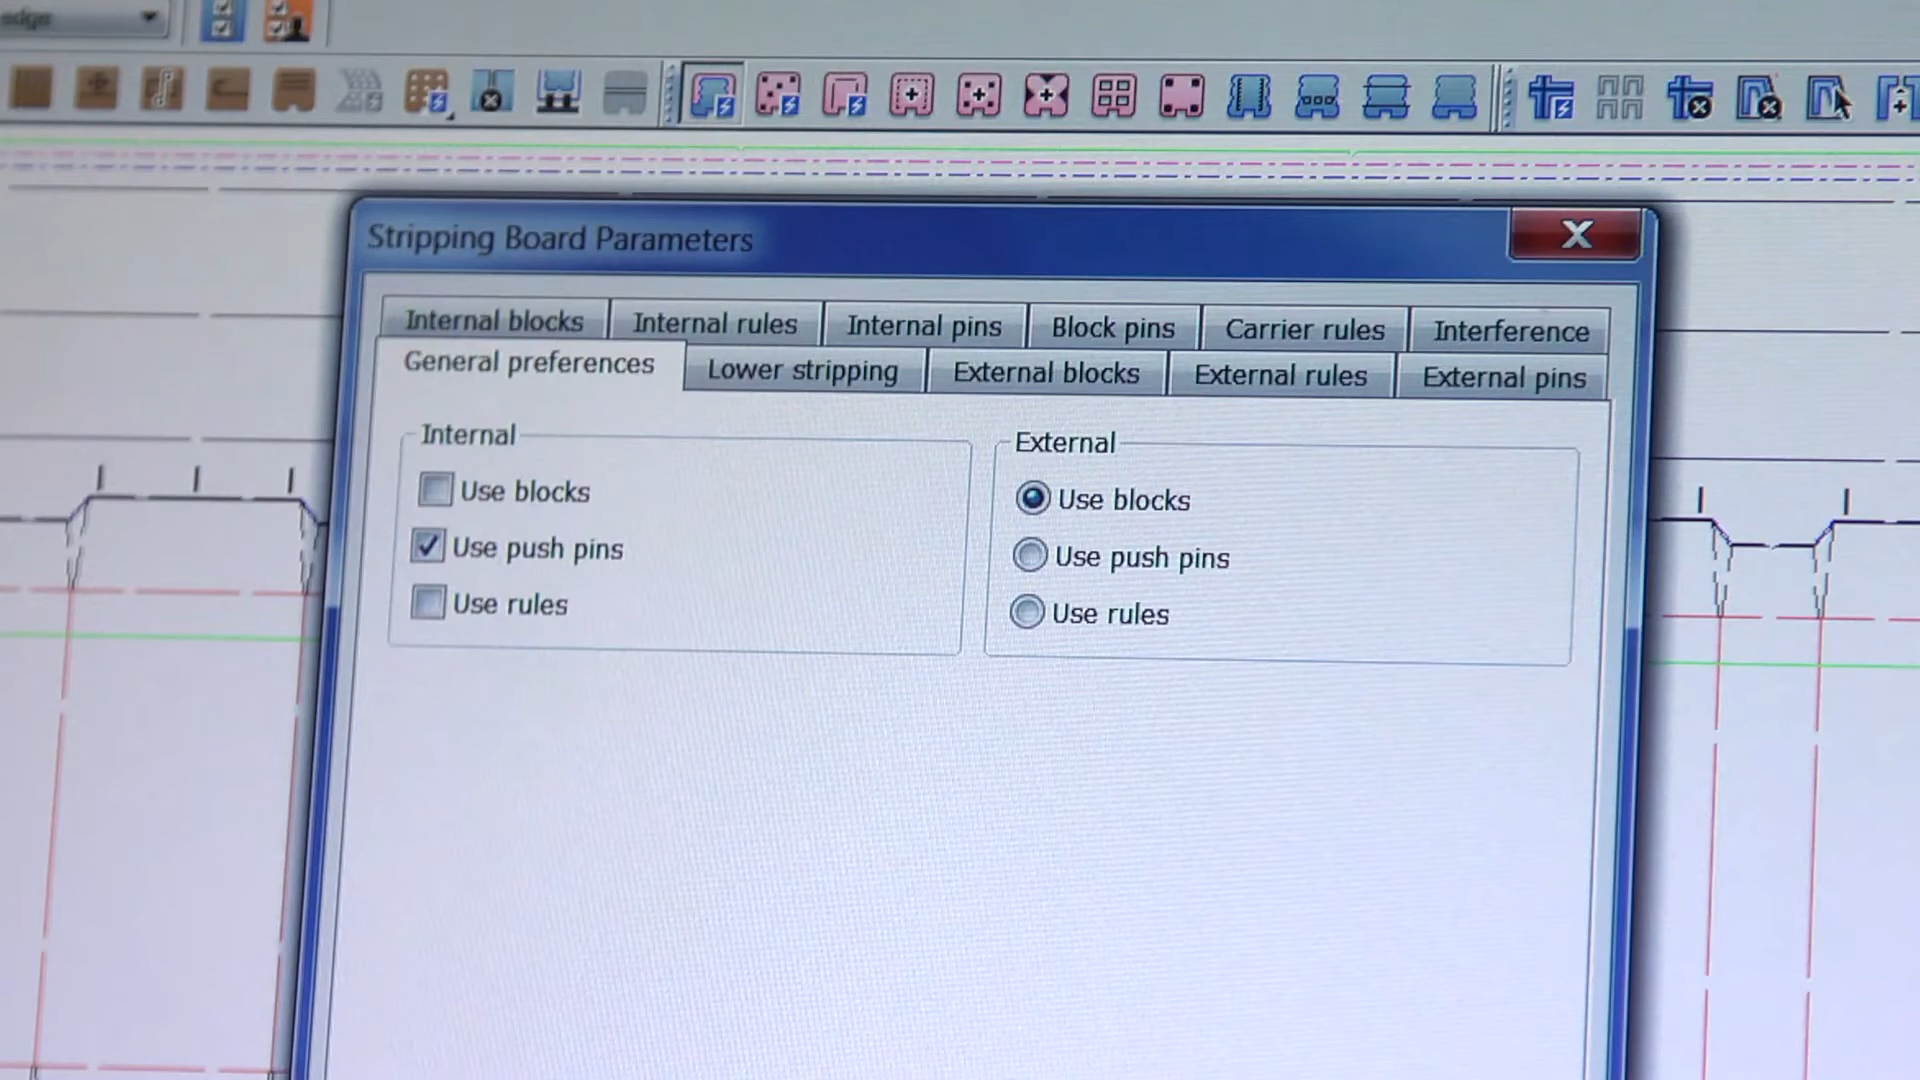 edge
Stripping Board Parameters
Internal blocks Internal rules Internal pins Block pins Carrier rules Interference
General preferences Lower stripping External blocks External rules External pins
Internal
Use blocks
Use push pins
Use rules
External
Use blocks
Use push pins
Use rules